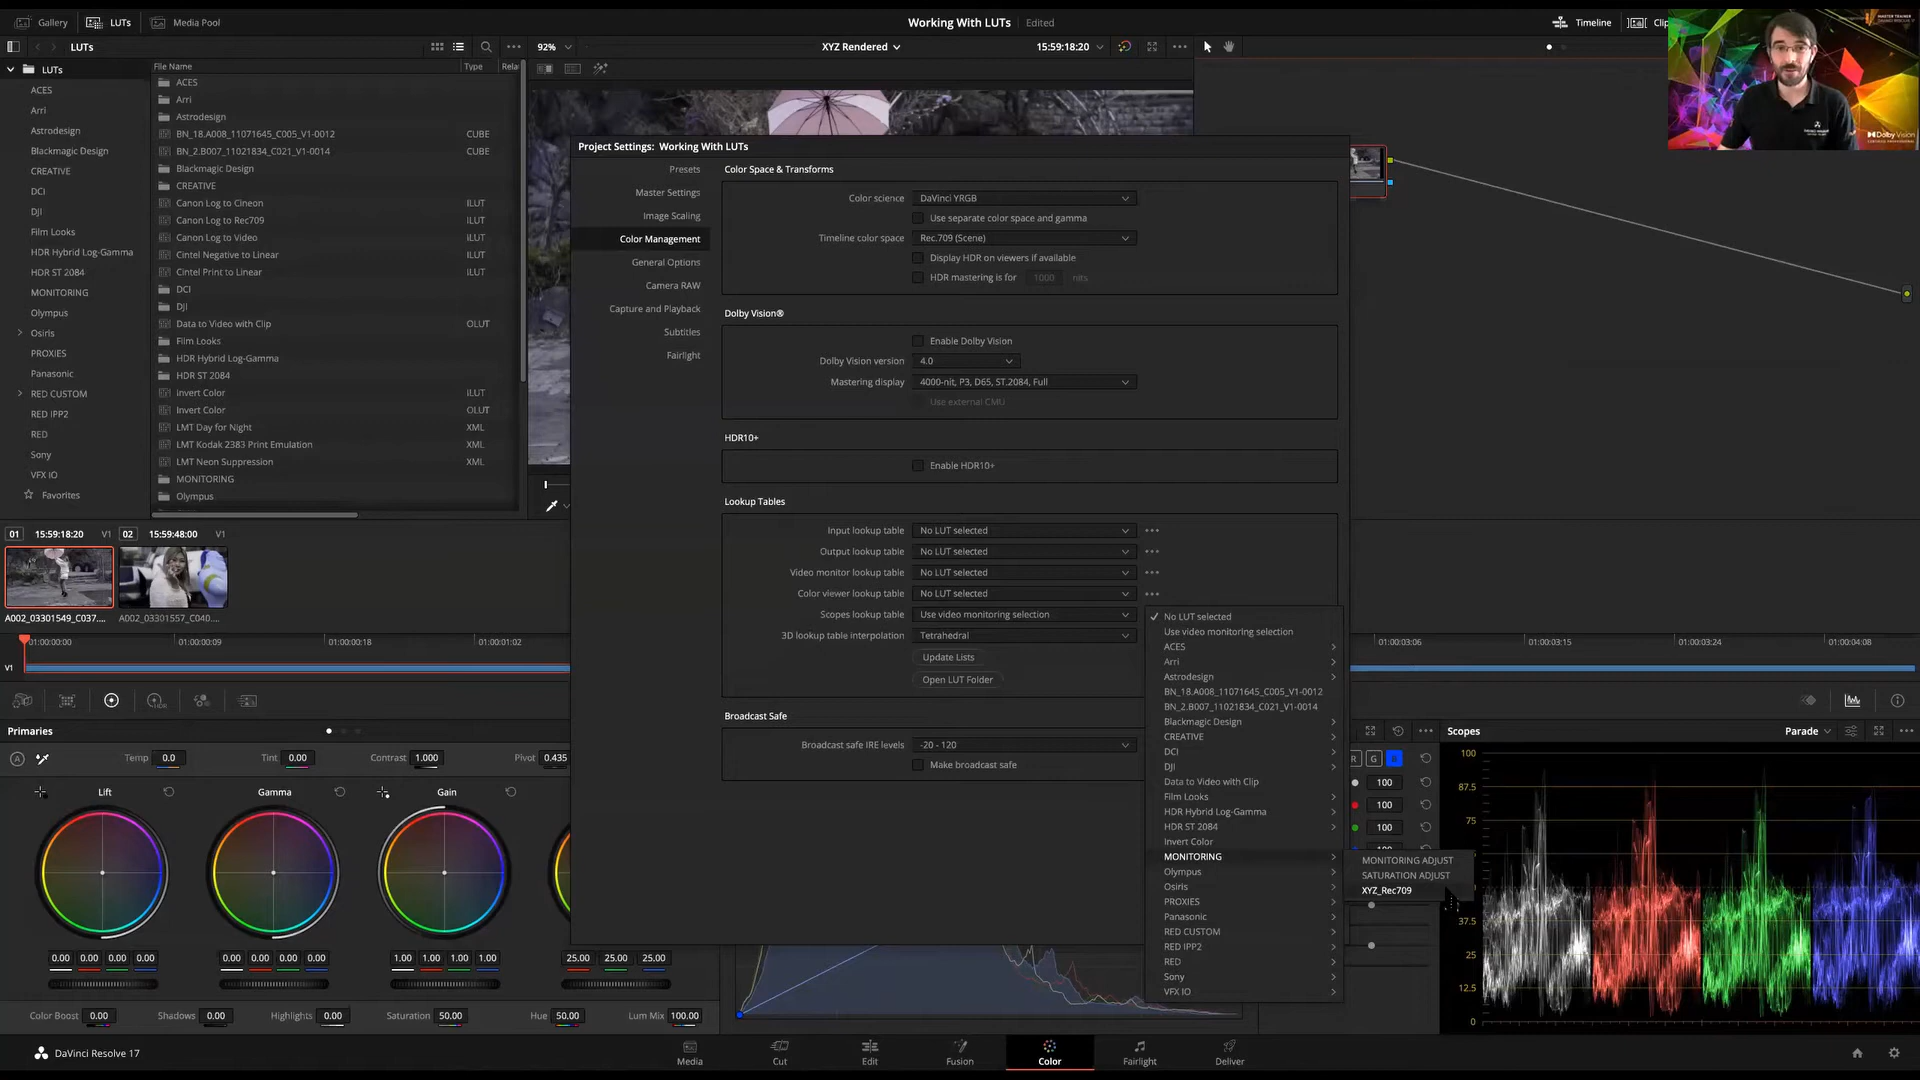 Gallery
LUTs
Media Pool
Working With LUTs
Edited
Timeline
Clip
LUTs
92%
XYZ Rendered
15:59:18:20
LUTs
ACES
Arri
Astrodesign
Blackmagic Design
CREATIVE
DCi
DJI
Film Looks
HDR Hybrid Log-Gamma
HDR ST 2084
MONITORING
Olympus
Osiris
PROXIES
Panasonic
RED CUSTOM
RED IPP2
RED
Sony
VFX IO
Favorites
File Name
Type
Rela
ACES
Arri
Astrodesign
BN_18.A008_11071645_C005_V1-0012
CUBE
BN_2.B007_11021834_C021_V1-0014
CUBE
Blackmagic Design
CREATIVE
Canon Log to Cineon
ILUT
Canon Log to Rec709
ILUT
Canon Log to Video
ILUT
Cintel Negative to Linear
ILUT
Cintel Print to Linear
ILUT
DCI
DJI
Data to Video with Clip
OLUT
Film Looks
HDR Hybrid Log-Gamma
HDR ST 2084
Invert Color
ILUT
Invert Color
OLUT
LMT Day for Night
XML
LMT Kodak 2383 Print Emulation
XML
LMT Neon Suppression
XML
MONITORING
Olympus
Project Settings: Working With LUTs
Presets
Master Settings
Image Scaling
Color Management
General Options
Camera RAW
Capture and Playback
Subtitles
Fairlight
Color Space & Transforms
Color science
DaVinci YRGB
Use separate color space and gamma
Timeline color space
Rec.709 (Scene)
Display HDR on viewers if available
HDR mastering is for
1000
nits
Dolby Vision®
Enable Dolby Vision
Dolby Vision version
4.0
Mastering display
4000-nit, P3, D65, ST.2084, Full
Use external CMU
HDR10+
Enable HDR10+
Lookup Tables
Input lookup table
No LUT selected
Output lookup table
No LUT selected
Video monitor lookup table
No LUT selected
Color viewer lookup table
No LUT selected
Scopes lookup table
Use video monitoring selection
3D lookup table interpolation
Tetrahedral
Update Lists
Open LUT Folder
Broadcast Safe
Broadcast safe IRE levels
-20 - 120
Make broadcast safe
No LUT selected
Use video monitoring selection
ACES
Arri
Astrodesign
BN_18.A008_11071645_C005_V1-0012
BN_2.B007_11021834_C021_V1-0014
Blackmagic Design
CREATIVE
DCI
DJI
Data to Video with Clip
Film Looks
HDR Hybrid Log-Gamma
HDR ST 2084
Invert Color
MONITORING
Olympus
Osiris
PROXIES
Panasonic
RED CUSTOM
RED IPP2
RED
Sony
VFX IO
MONITORING ADJUST
SATURATION ADJUST
XYZ_Rec709
01
15:59:18:20
V1
02
15:59:48:00
V1
A002_03301549_C037....
A002_03301557_C040....
01:00:00:00
01:00:00:09
01:00:00:18
01:00:01:02
01:00:03:06
01:00:03:15
01:00:03:24
01:00:04:08
V1
Primaries
Temp
0.0
Tint
0.00
Contrast
1.000
Pivot
0.435
Lift
Gamma
Gain
0.00 0.00 0.00 0.00
0.00 0.00 0.00 0.00
1.00 1.00 1.00 1.00
25.00 25.00 25.00
Color Boost
0.00
Shadows
0.00
Highlights
0.00
Saturation
50.00
Hue
50.00
Lum Mix
100.00
R
G
B
100
100
100
Scopes
Parade
100
87.5
75
37.5
25
12.5
0
DaVinci Resolve 17
Media
Cut
Edit
Fusion
Color
Fairlight
Deliver
Dolby Vision